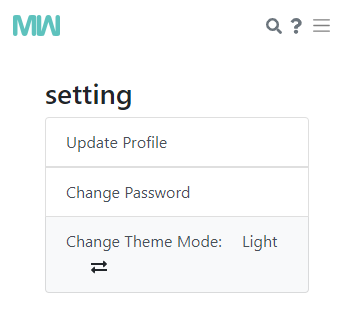 MW
?
setting
Update Profile
Change Password
Change Theme Mode: Light